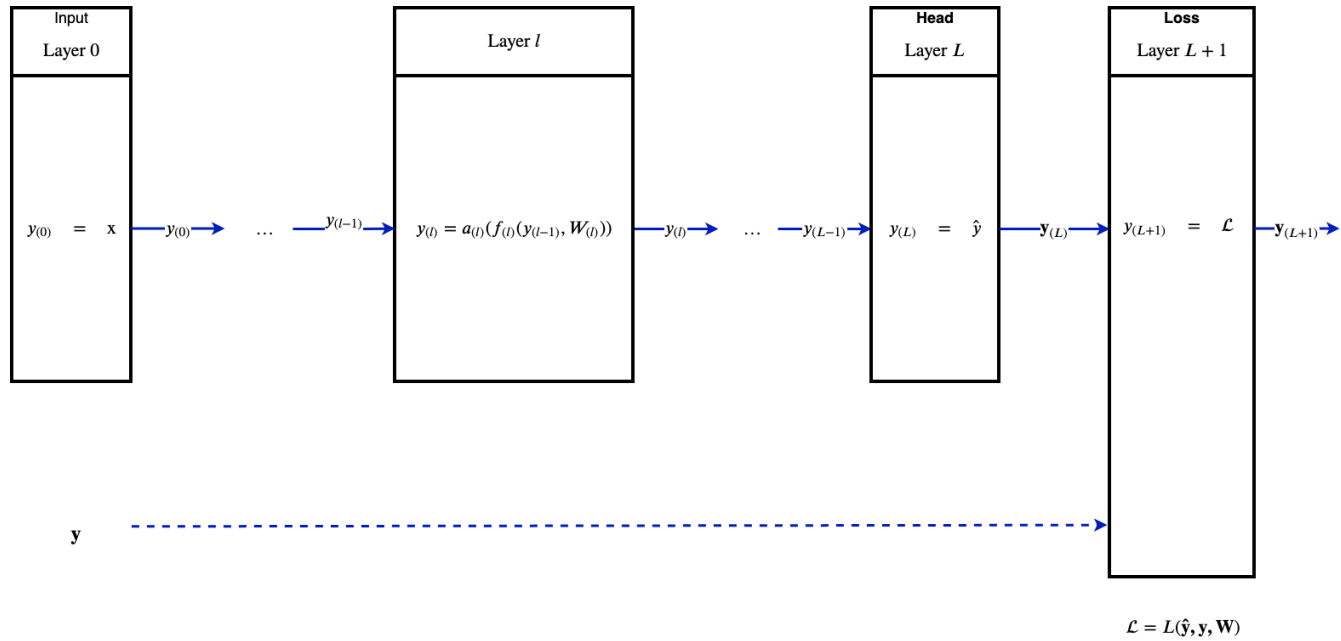 Input
Layer 0
Layer l
Head
Layer L
Loss
Layer L + 1
y(0) = x
y(0)
…
y(l−1)
y(l) = a(l)(f(l)(y(l−1), W(l)))
y(l)
…
y(L−1)
y(L) = ŷ
y(L)
y(L+1) = ℒ
y(L+1)
y
ℒ = L(ŷ, y, W)